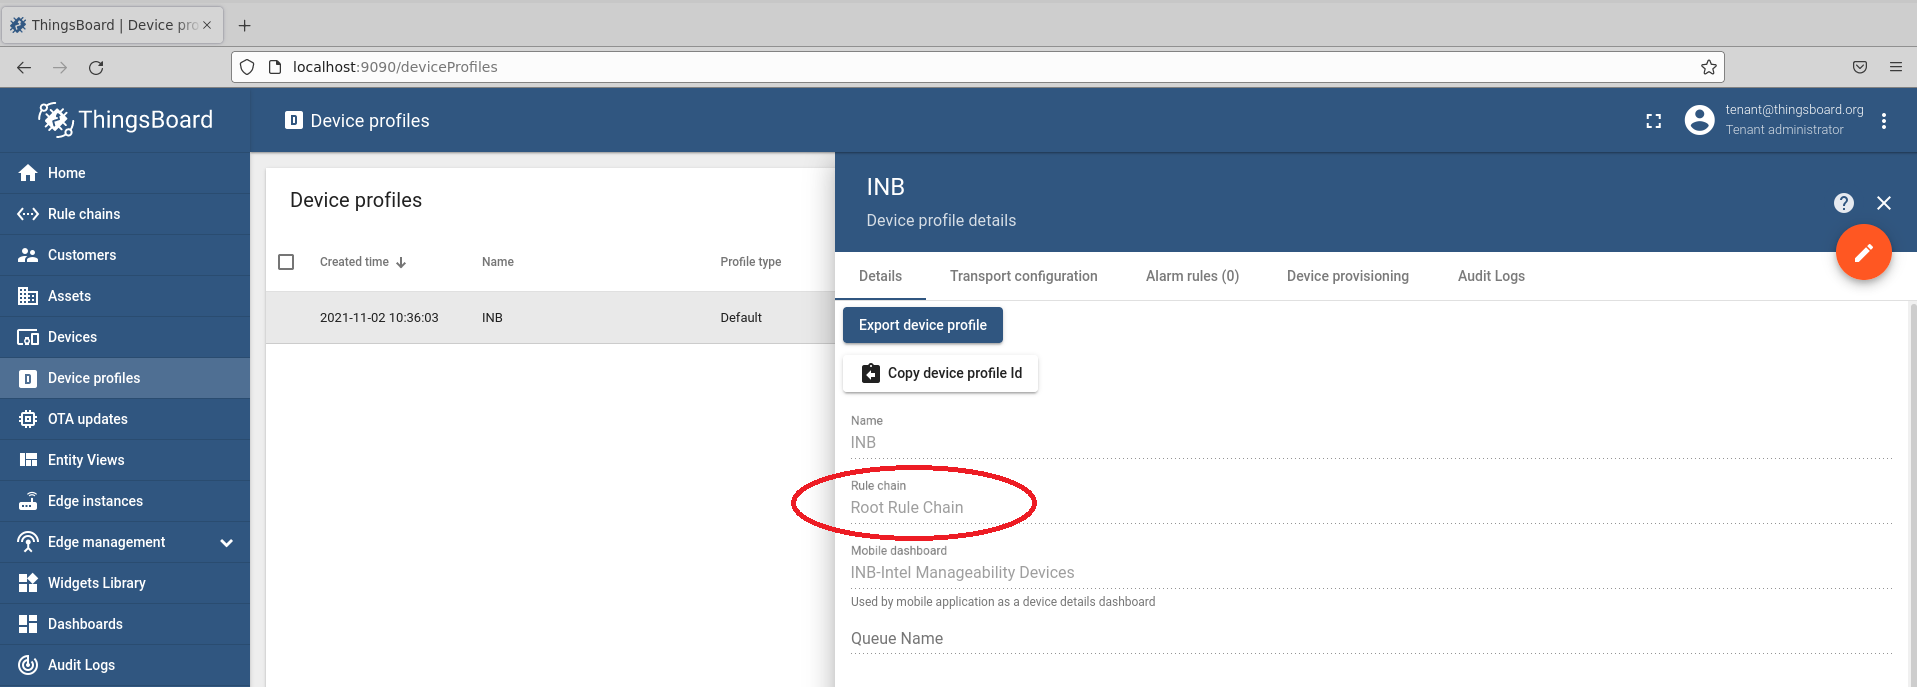 ThingsBoard | Device pro
localhost:9090/deviceProfiles
ThingsBoard
Device profiles
tenant@thingsboard.org
Tenant administrator
Home
Rule chains
Customers
Assets
Devices
Device profiles
OTA updates
Entity Views
Edge instances
Edge management
Widgets Library
Dashboards
Audit Logs
Device profiles
Created time Name Profile type
2021-11-02 10:36:03 INB Default
INB
Device profile details
Details Transport configuration Alarm rules (0) Device provisioning Audit Logs
Export device profile
Copy device profile Id
Name
INB
Rule chain
Root Rule Chain
Mobile dashboard
INB-Intel Manageability Devices
Used by mobile application as a device details dashboard
Queue Name